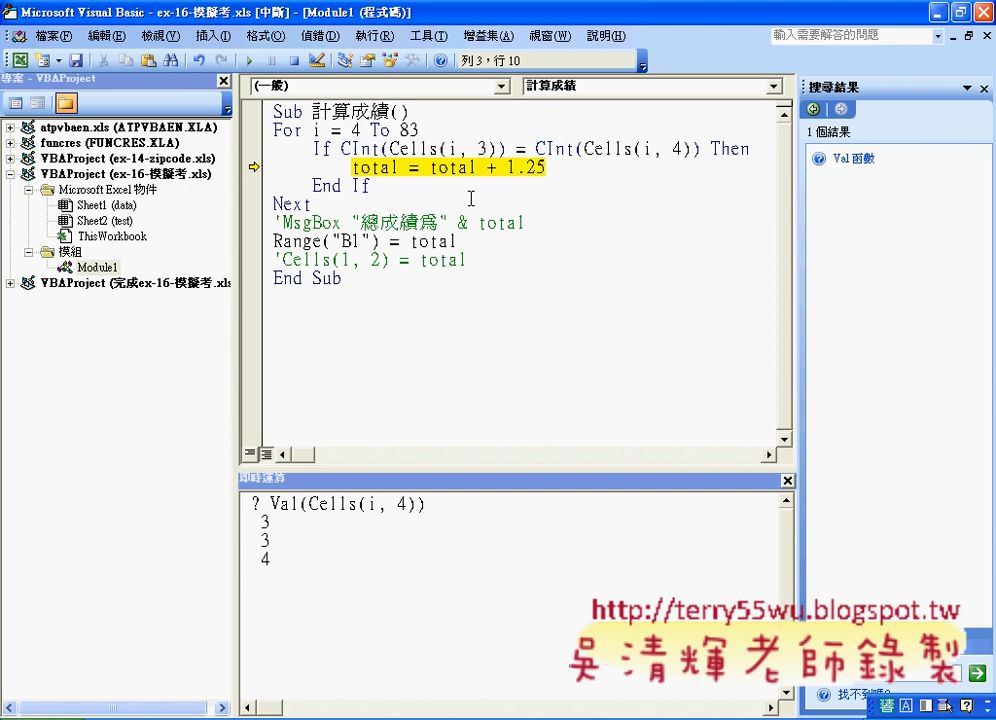 Microsoft Visual Basic - ex-16-模擬考.xls [中斷] - [Module1 (程式碼)]
檔案(F) 編輯(E) 檢視(V) 插入(I) 格式(O) 偵錯(D) 執行(R) 工具(T) 增益集(A) 視窗(W) 說明(H) 輸入需要解答的問題
列 3，行 10
專案 - VBAProject
atpvbaen.xls (ATPVBAEN.XLA)
funcres (FUNCRES.XLA)
VBAProject (ex-14-zipcode.xls)
VBAProject (ex-16-模擬考.xls)
Microsoft Excel 物件
Sheet1 (data)
Sheet2 (test)
ThisWorkbook
模組
Module1
VBAProject (完成ex-16-模擬考.xls
(一般) 計算成績
Sub 計算成績()
For i = 4 To 83
If CInt(Cells(i, 3)) = CInt(Cells(i, 4)) Then
total = total + 1.25
End If
Next
'MsgBox "總成績為" & total
Range("B1") = total
'Cells(1, 2) = total
End Sub
即時運算
? Val(Cells(i, 4))
3
3
4
搜尋結果
1 個結果
Val 函數
http://terry55wu.blogspot.tw
吳清輝老師錄製